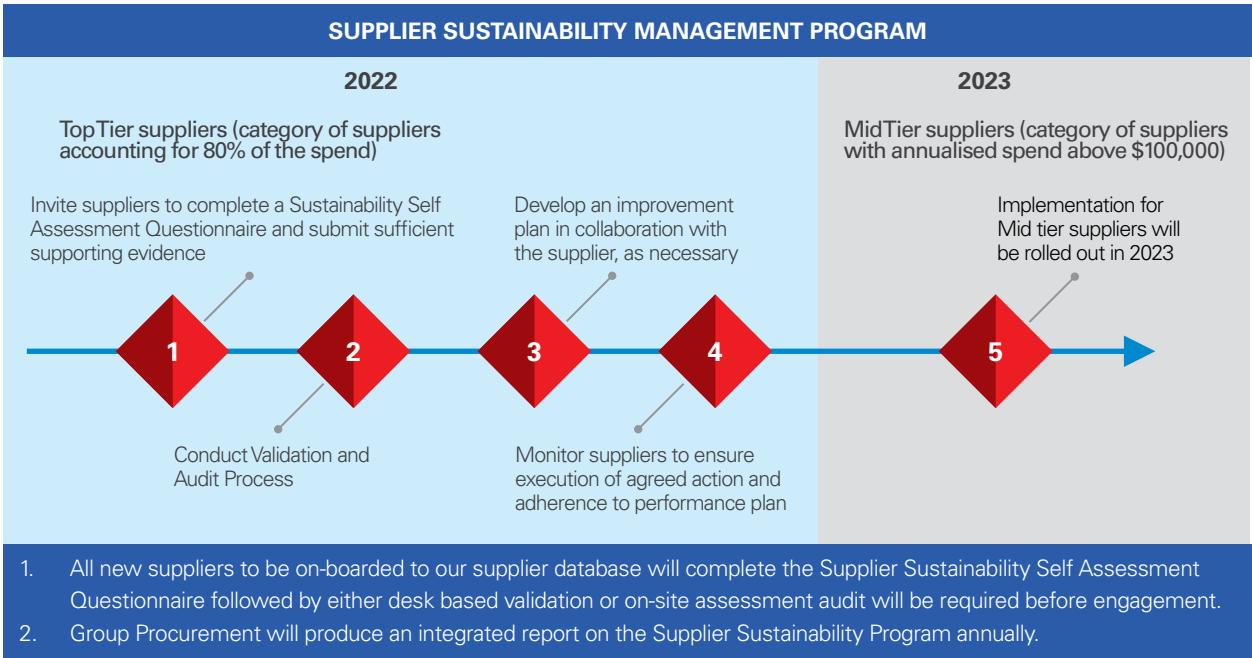 SUPPLIER SUSTAINABILITY MANAGEMENT PROGRAM
2022
Top Tier suppliers (category of suppliers
accounting for 80% of the spend)
Invite suppliers to complete a Sustainability Self
Assessment Questionnaire and submit sufficient
supporting evidence
Develop an improvement
plan in collaboration with
the supplier, as necessary
1
2
3
4
Conduct Validation and
Audit Process
Monitor suppliers to ensure
execution of agreed action and
adherence to performance plan
2023
Mid Tier suppliers (category of suppliers
with annualised spend above $100,000)
Implementation for
Mid tier suppliers will
be rolled out in 2023
5
1. All new suppliers to be on-boarded to our supplier database will complete the Supplier Sustainability Self Assessment
Questionnaire followed by either desk based validation or on-site assessment audit will be required before engagement.
2. Group Procurement will produce an integrated report on the Supplier Sustainability Program annually.